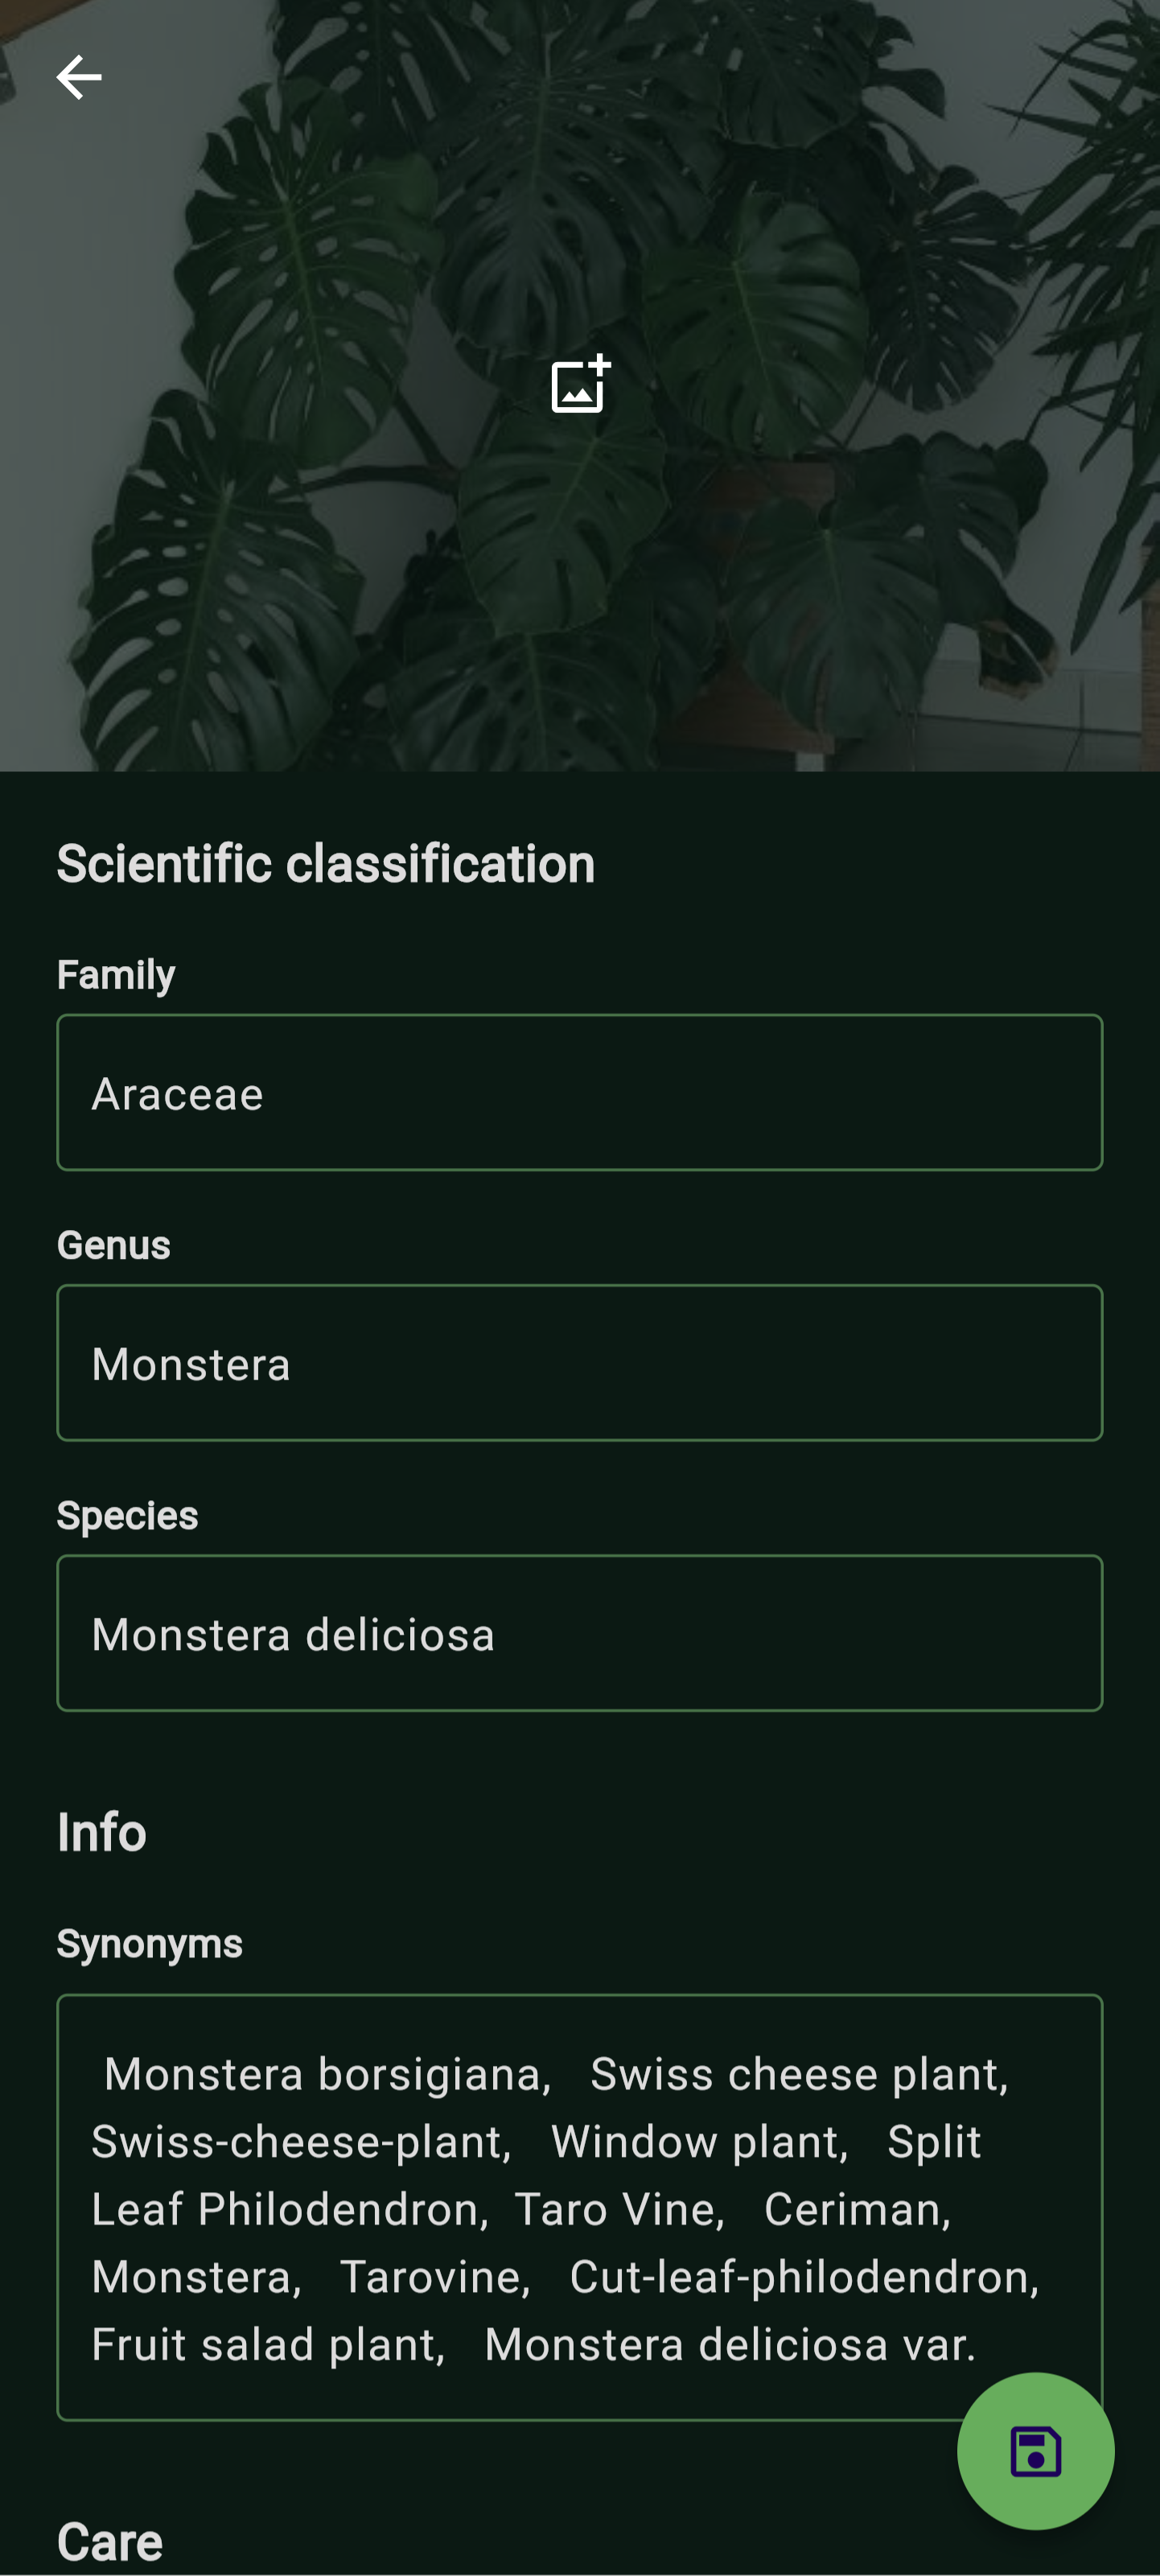 Scientific classification
Family
Araceae
Genus
Monstera
Species
Monstera deliciosa
Info
Synonyms
Monstera borsigiana,   Swiss cheese plant,
Swiss-cheese-plant,   Window plant,   Split
Leaf Philodendron,  Taro Vine,   Ceriman,
Monstera,   Tarovine,   Cut-leaf-philodendron,
Fruit salad plant,   Monstera deliciosa var.
Care